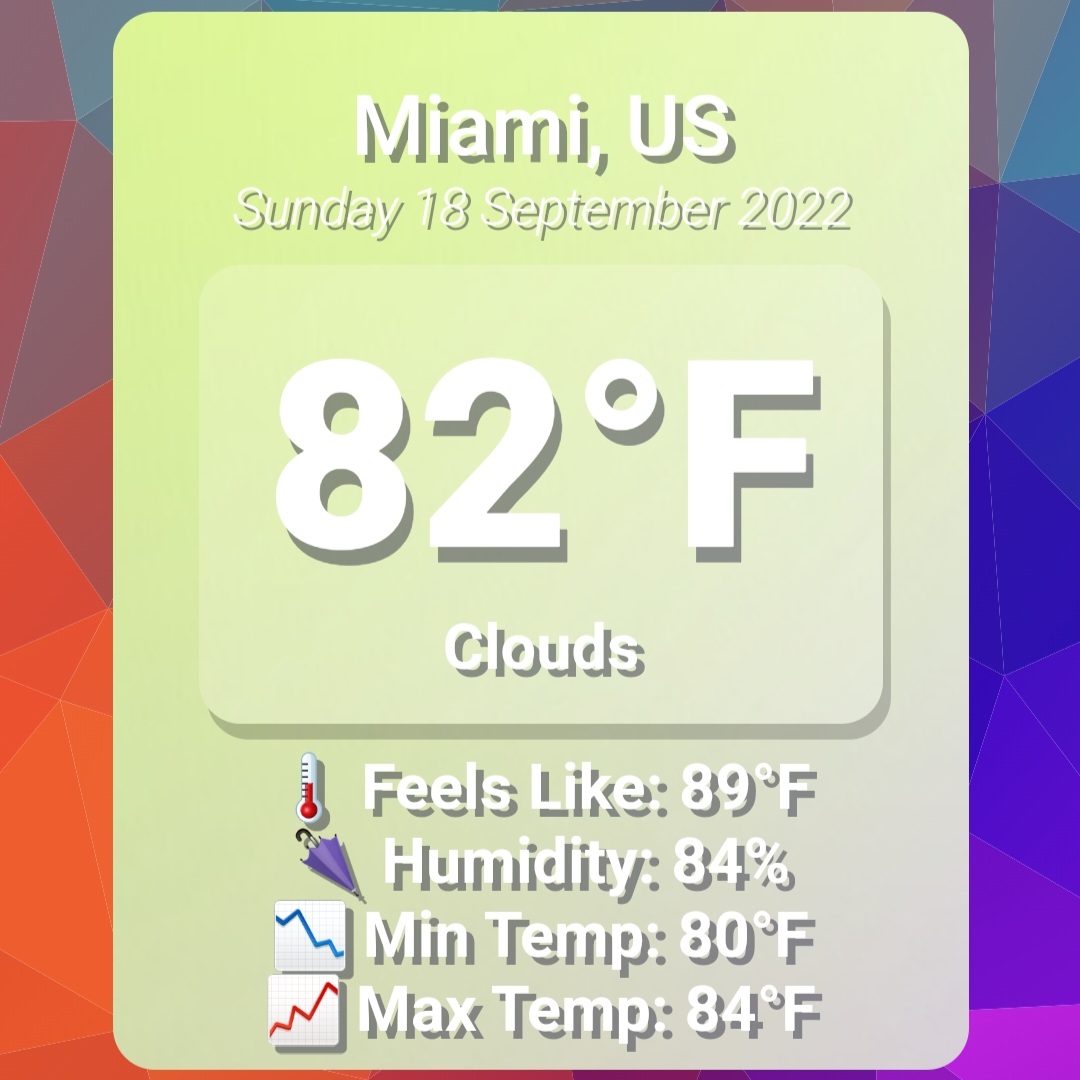 Miami, US
Sunday 18 September 2022
82°F
Clouds
Feels Like: 89°F
Humidity: 84%
Min Temp: 80°F
Max Temp: 84°F